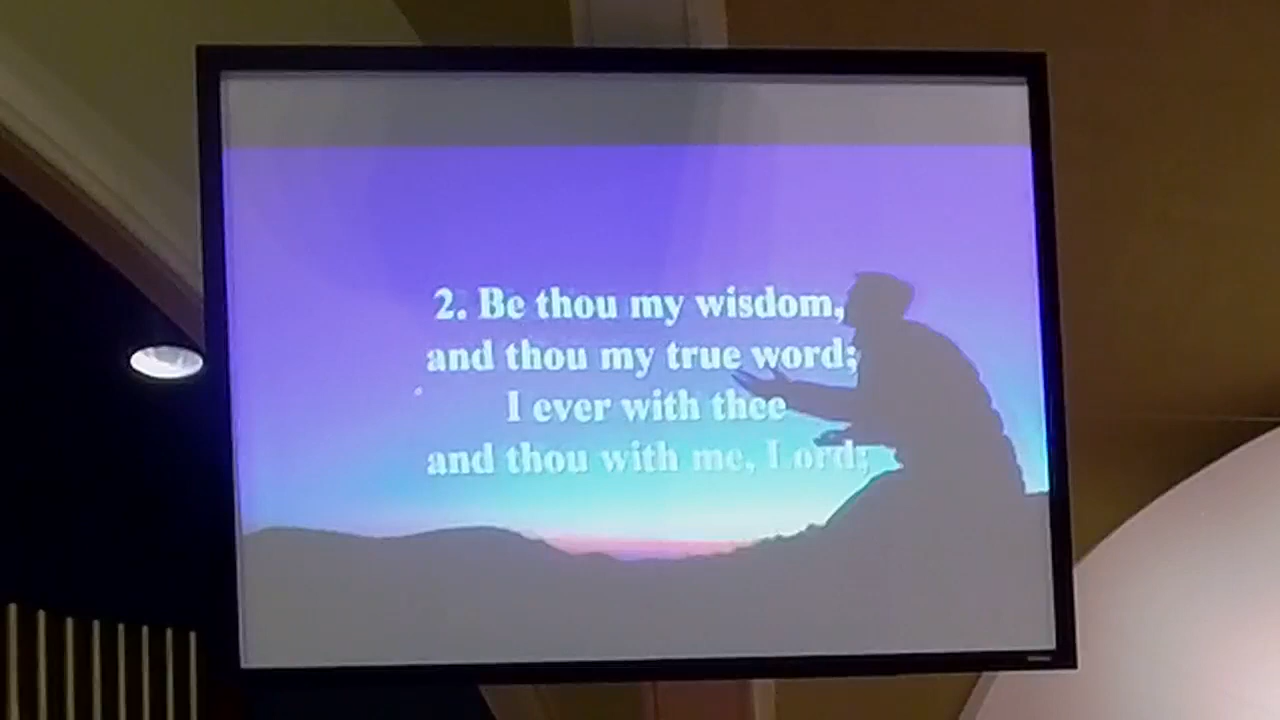 2. Be thou my wisdom,
and thou my true word;
I ever with thee
and thou with me, Lord;